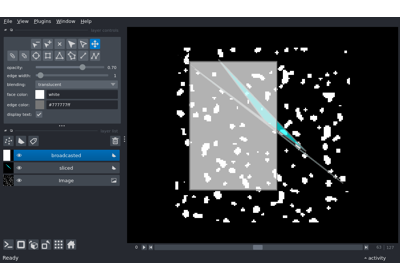 File View Plugins Window Help
opacity: 0.70
edge width: 1
blending: translucent
face color: white
edge color: #777777ff
display text:
broadcasted
sliced
Image
Ready
activity